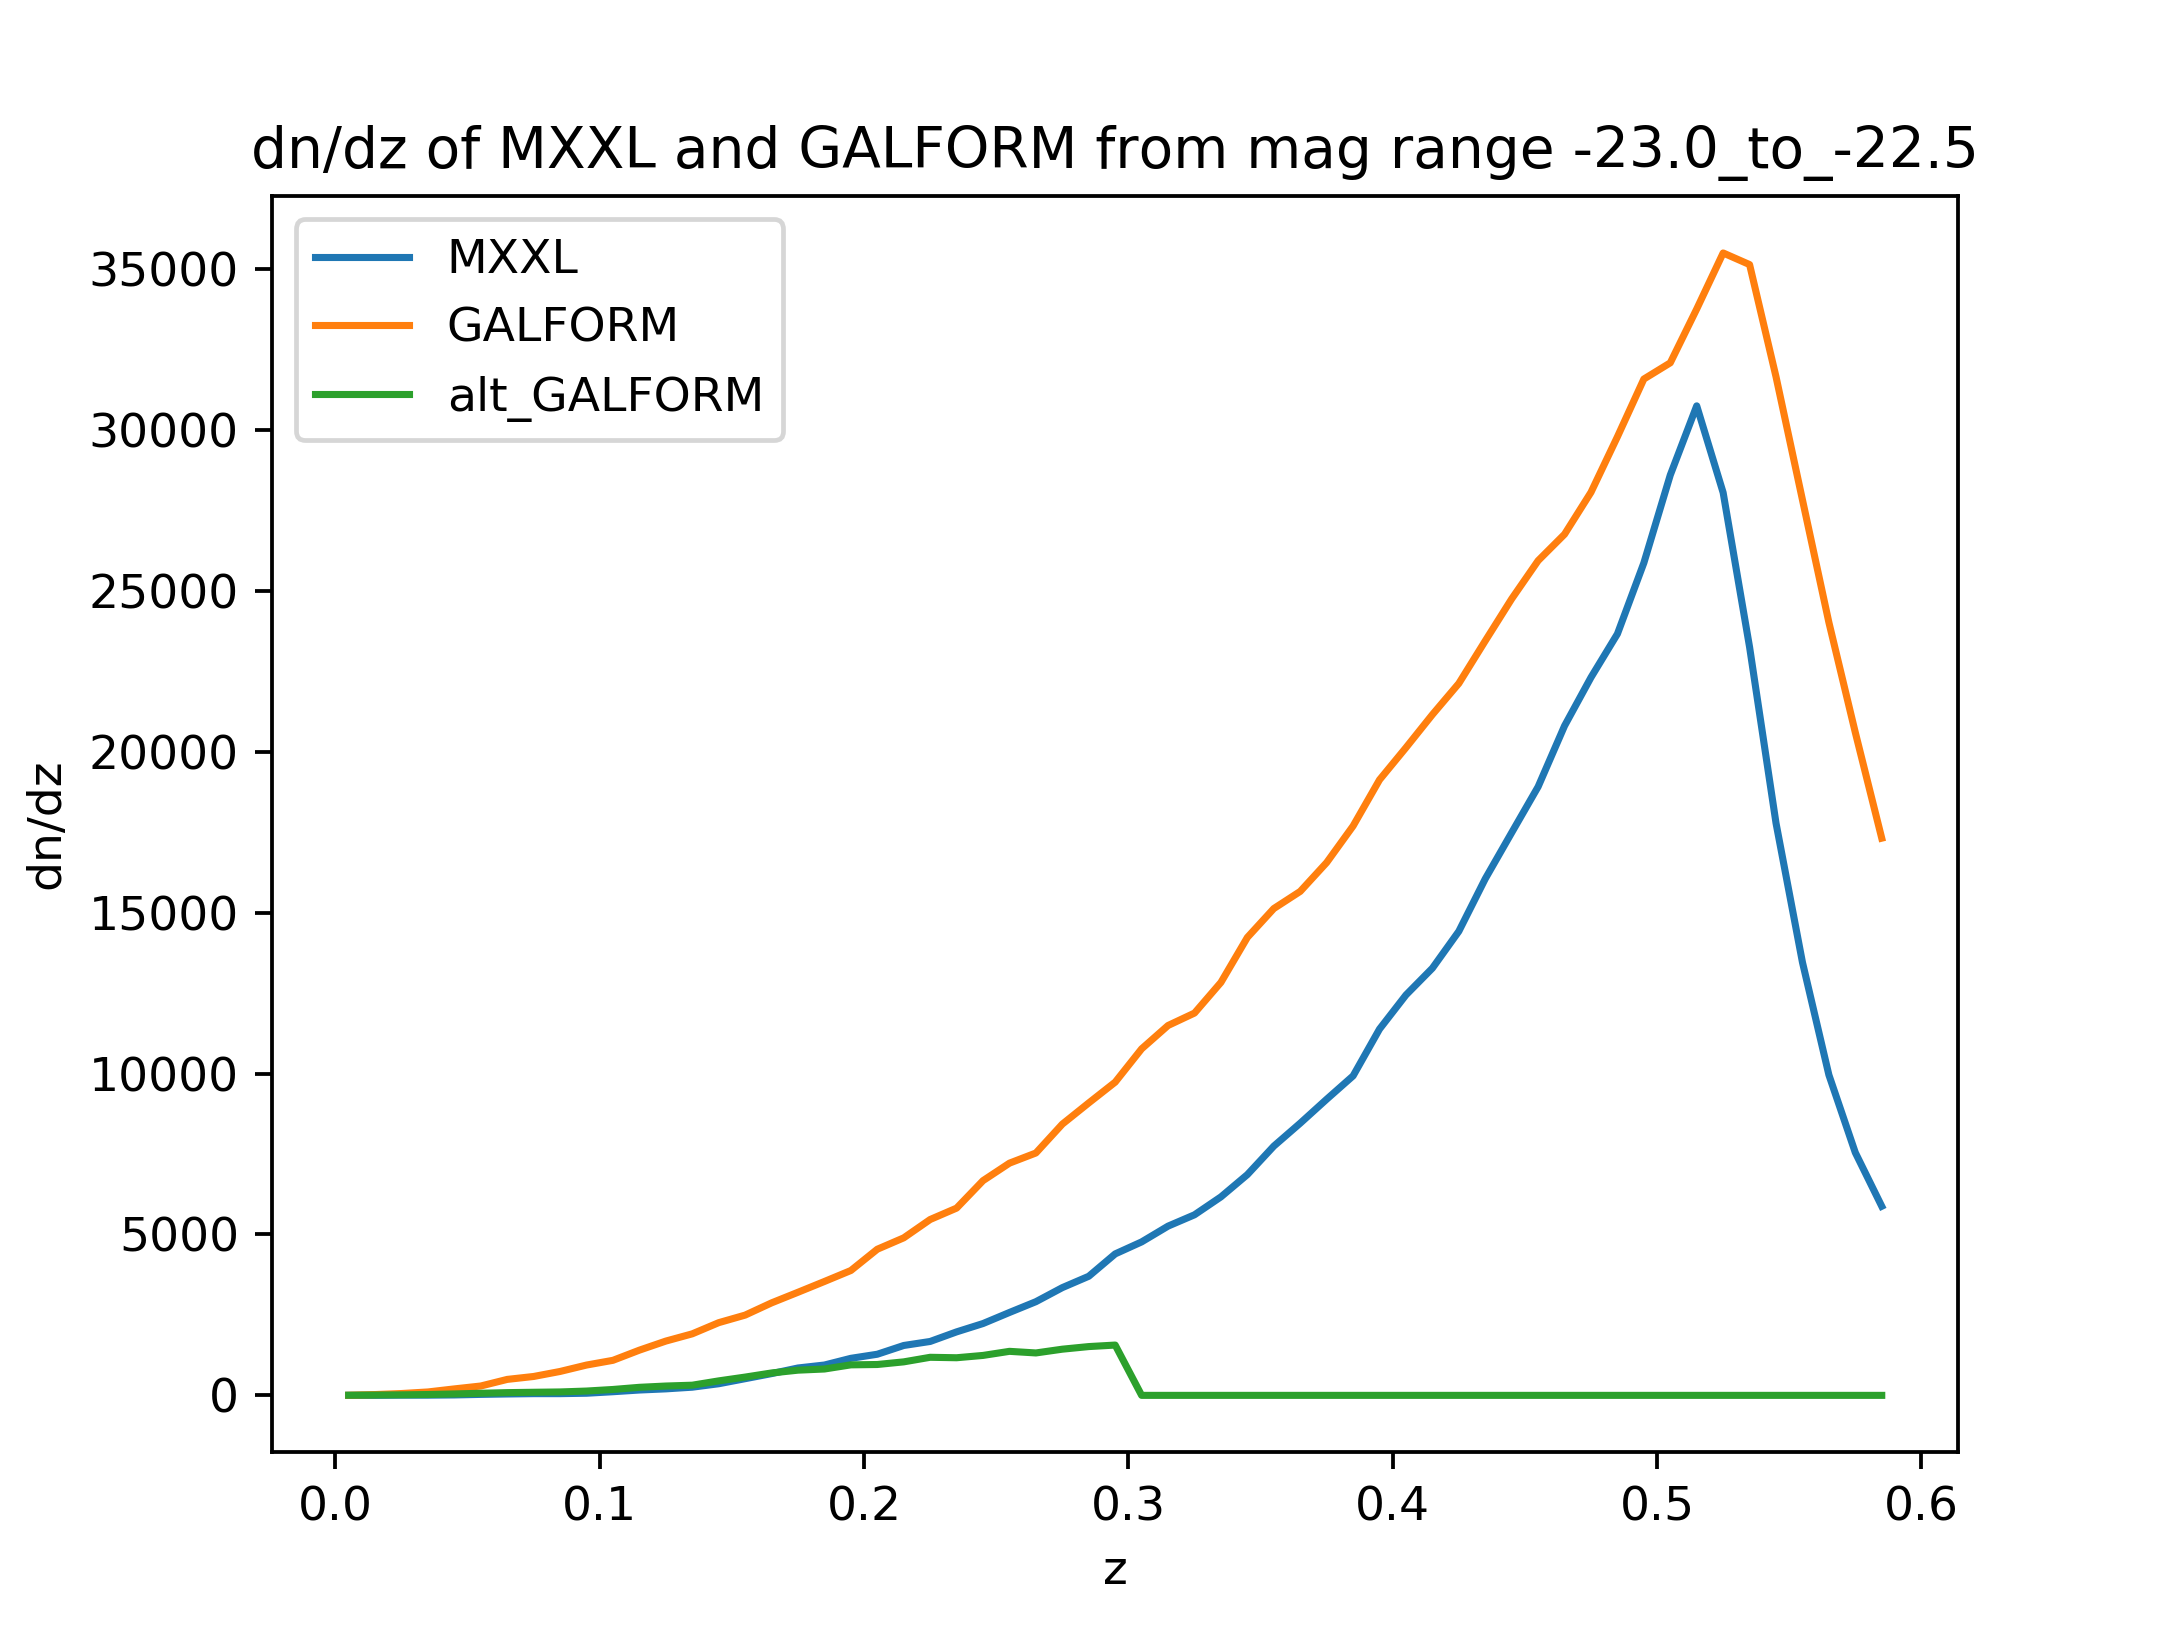 dn/dz of MXXL and GALFORM from mag range -23.0_to_-22.5
MXXL
GALFORM
alt_GALFORM
35000
30000
25000
20000
15000
10000
5000
0
dn/dz
0.0 0.1 0.2 0.3 0.4 0.5 0.6
z